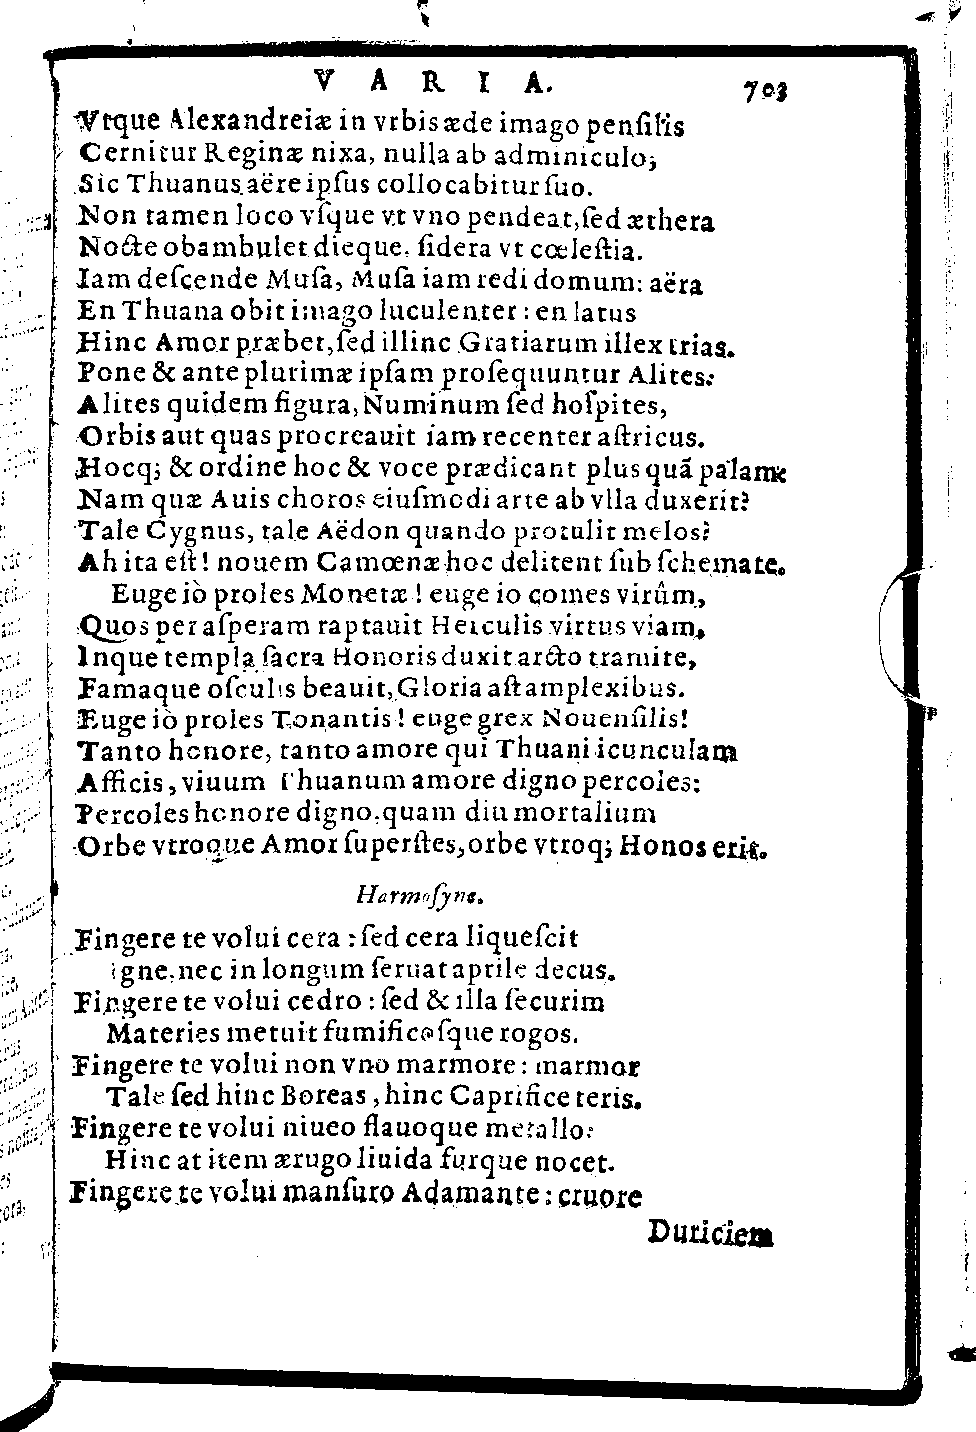 VARIA. 703
Vtque Alexandreiæ in vrbis æde imago penſilis
Cernitur Reginæ nixa, nulla ab adminiculo;
Sic Thuanus aëre ipſus collocabitur ſuo.
Non tamen loco vſque vt vno pendeat, ſed æthera
Nocte obambulet dieque, ſidera vt cœleſtia.
Iam deſcende Muſa, Muſa iam redi domum: aëra
En Thuana obit imago luculenter: en latus
Hinc Amor præbet, ſed illinc Gratiarum illex trias.
Pone & ante plurimæ ipſam proſequuntur Alites:
Alites quidem figura, Numinum ſed hoſpites,
Orbis aut quas procreauit iam recenter aſtricus.
Hocq; & ordine hoc & voce prædicant plus quã palam:
Nam quæ Auis choros eiuſmodi arte ab vlla duxerit?
Tale Cygnus, tale Aëdon quando protulit melos?
Ah ita eſt! nouem Camœnæ hoc delitent ſub ſchemate.
Euge iò proles Monetæ! euge io comes virûm,
Quos per aſperam raptauit Herculis virtus viam,
Inque templa ſacra Honoris duxit arcto tramite,
Famaque oſculis beauit, Gloria aſt amplexibus.
Euge iò proles Tonantis! euge grex Nouenſilis!
Tanto honore, tanto amore qui Thuani icunculam
Afficis, viuum Thuanum amore digno percoles:
Percoles honore digno, quam diu mortalium
Orbe vtroque Amor ſuperſtes, orbe vtroq; Honos erit.
Harmoſyne.
Fingere te volui cera: ſed cera liqueſcit
igne, nec in longum ſeruat aprile decus.
Fingere te volui cedro: ſed & illa ſecurim
Materies metuit fumificoſque rogos.
Fingere te volui non vno marmore: marmor
Tale ſed hinc Boreas, hinc Caprifice teris.
Fingere te volui niueo flauoque metallo:
Hinc at item ærugo liuida furque nocet.
Fingere te volui manſuro Adamante: cruore
Duriciem